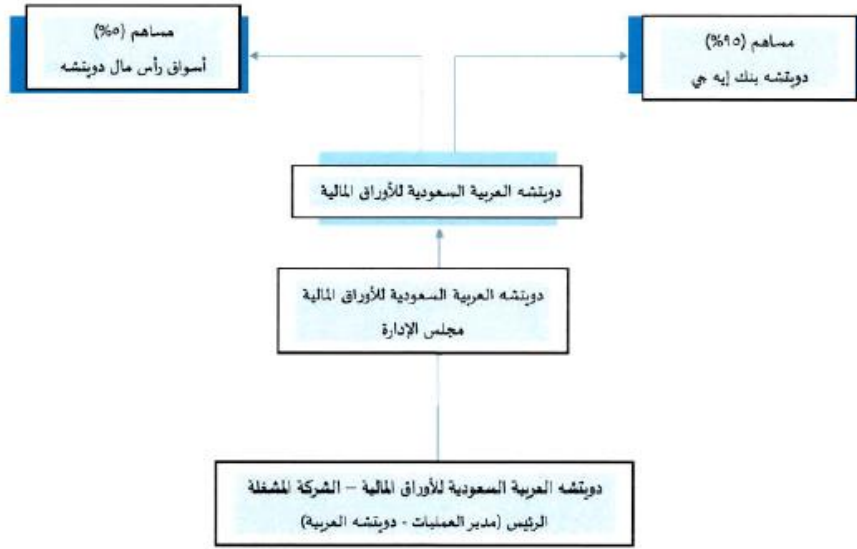 مساهم (٩٥%)
دويتشه بنك إيه جي
مساهم (٥%)
أسواق رأس مال دويتشه
دويتشه العربية السعودية للأوراق المالية
دويتشه العربية السعودية للأوراق المالية
مجلس الإدارة
دويتشه العربية السعودية للأوراق المالية – الشركة المشغلة
الرئيس (مدير العمليات - دويتشه العربية)